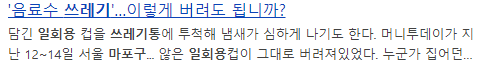 '음료수 쓰레기'...이렇게 버려도 됩니까?
담긴 일회용 컵을 쓰레기통에 투척해 냄새가 심하게 나기도 한다. 머니투데이가 지
난 12~14일 서울 마포구... 않은 일회용컵이 그대로 버려져있었다. 누군가 집어던...